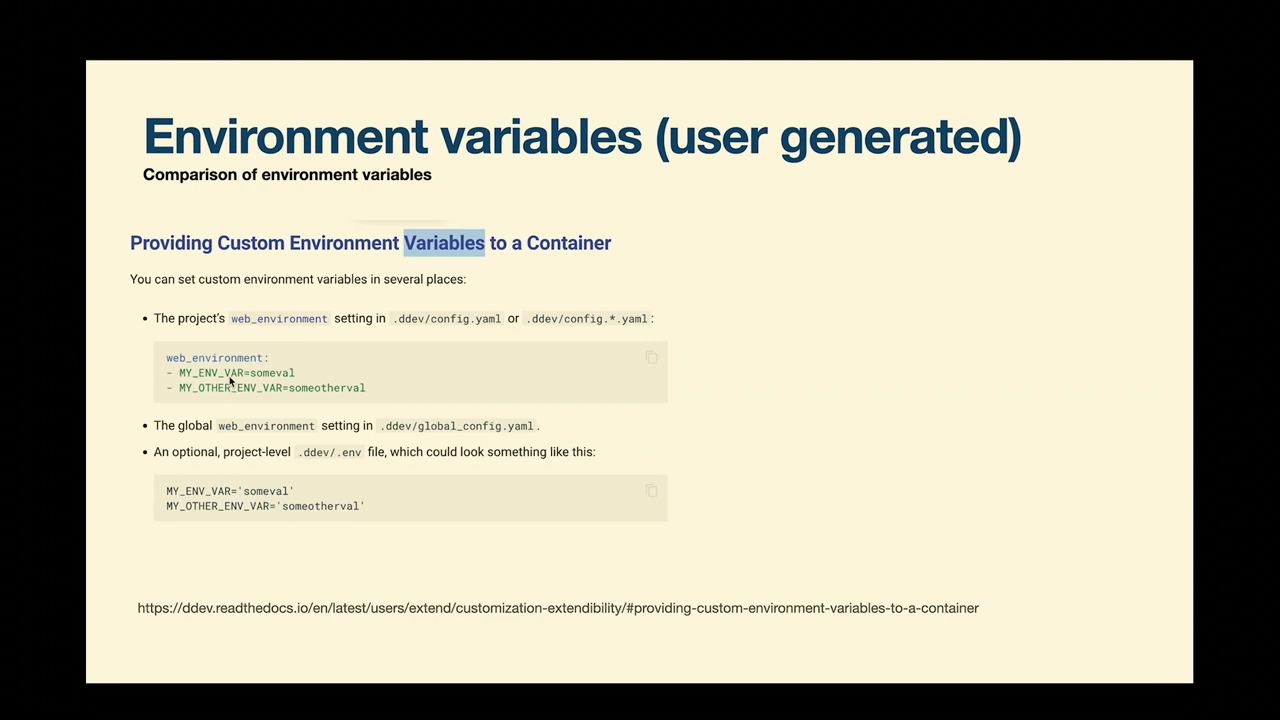 Environment variables (user generated)
Comparison of environment variables
Providing Custom Environment Variables to a Container
You can set custom environment variables in several places:
• The project's web_environment setting in .ddev/config.yaml or .ddev/config.*.yaml:
web_environment:
- MY_ENV_VAR=someval
- MY_OTHER_ENV_VAR=someotherval
• The global web_environment setting in .ddev/global_config.yaml.
• An optional, project-level .ddev/.env file, which could look something like this:
MY_ENV_VAR='someval'
MY_OTHER_ENV_VAR='someotherval'
https://ddev.readthedocs.io/en/latest/users/extend/customization-extendibility/#providing-custom-environment-variables-to-a-container